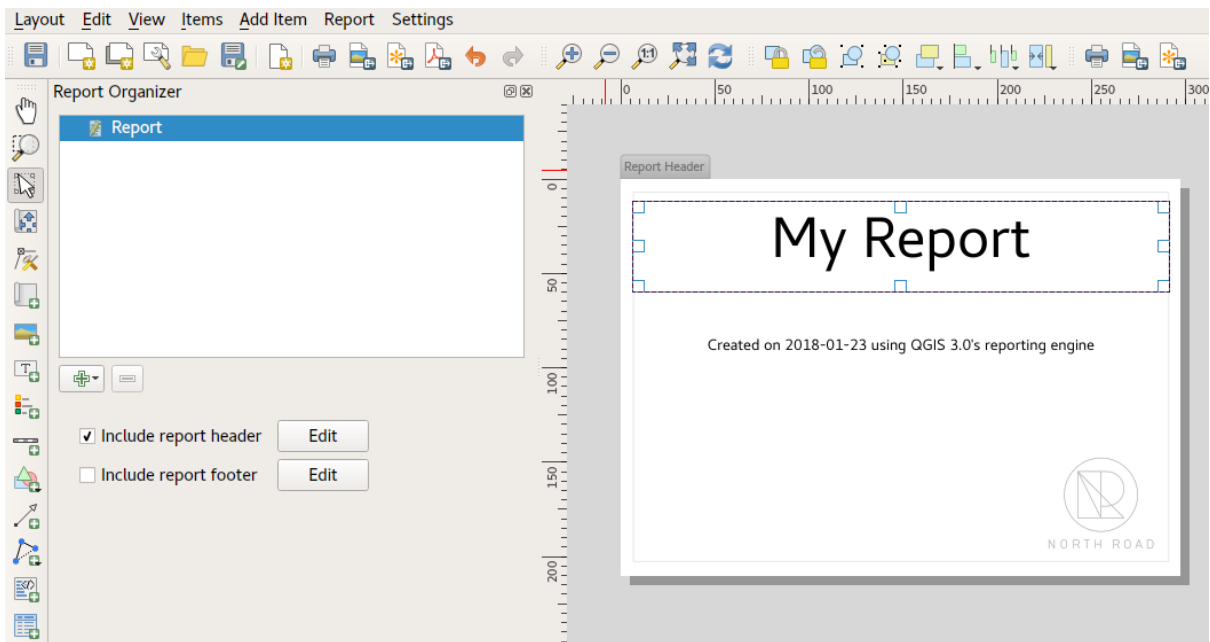 Layout Edit View Items Add Item Report Settings
1:1
Report Organizer
0 50 100 150 200 250 300
Report
Report Header
0
My Report
50
Created on 2018-01-23 using QGIS 3.0's reporting engine
100
T
Include report header Edit
Include report footer Edit
150
NORTH ROAD
200